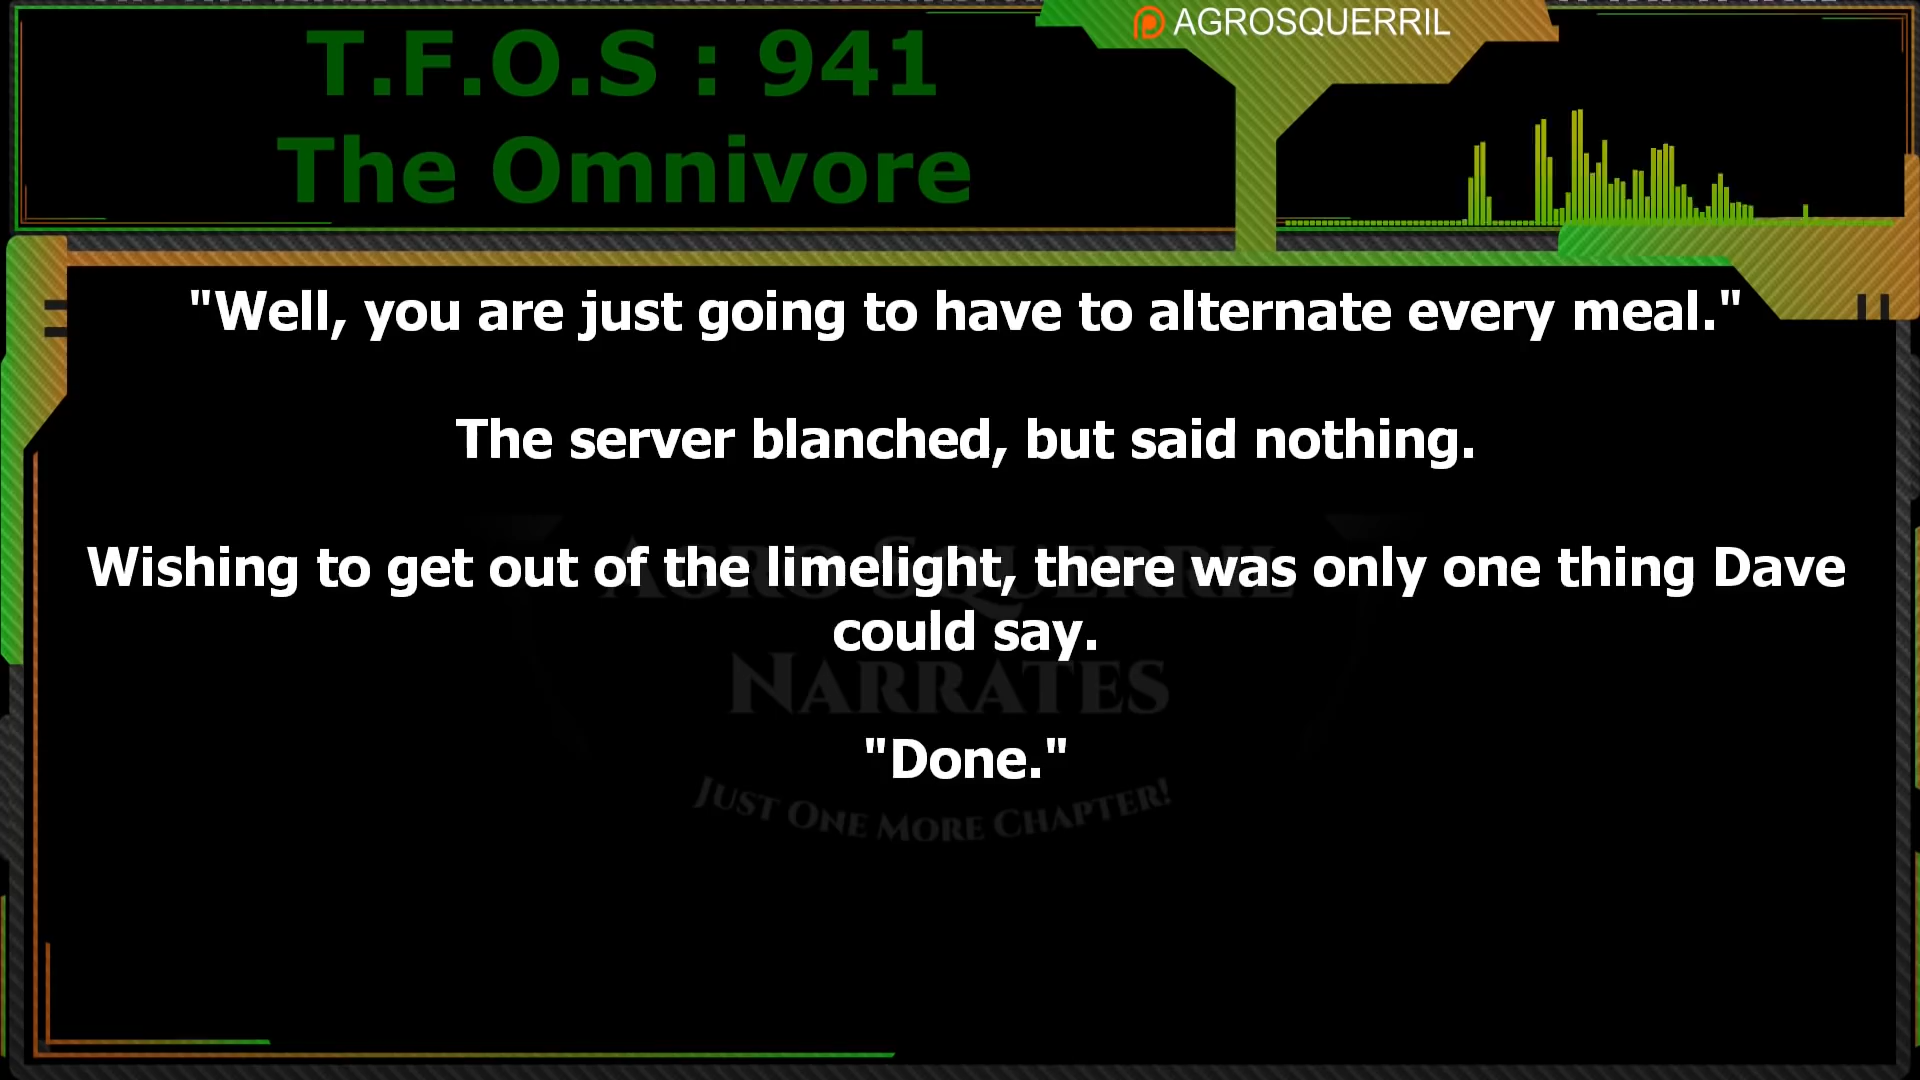 AGROSQUERRIL
T.F.O.S : 941
The Omnivore
"Well, you are just going to have to alternate every meal."
The server blanched, but said nothing.
Wishing to get out of the limelight, there was only one thing Dave
could say.
"Done."
AGRO SQUERRIL
NARRATES
JUST ONE MORE CHAPTER!